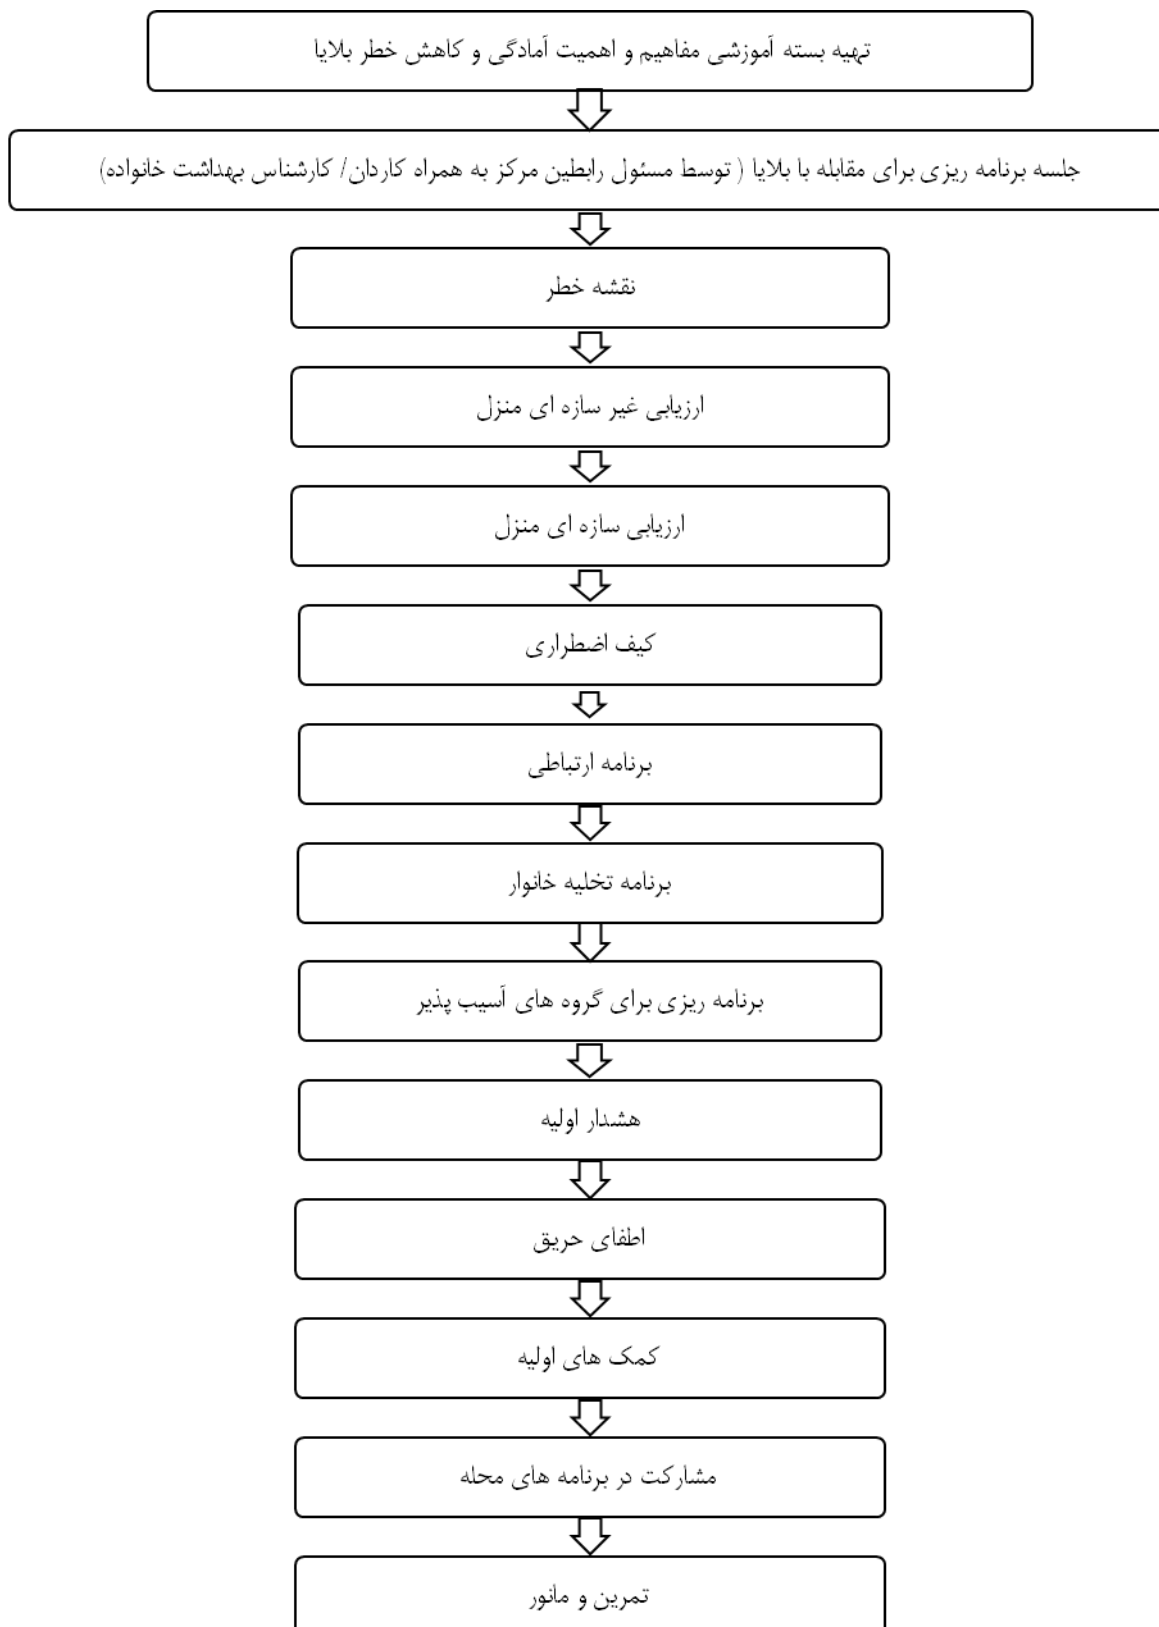 تهیه بسته آموزشی مفاهیم و اهمیت آمادگی و کاهش خطر بلایا
جلسه برنامه ریزی برای مقابله با بلایا ( توسط مسئول رابطین مرکز به همراه کاردان/ کارشناس بهداشت خانواده)
نقشه خطر
ارزیابی غیر سازه ای منزل
ارزیابی سازه ای منزل
کیف اضطراری
برنامه ارتباطی
برنامه تخلیه خانوار
برنامه ریزی برای گروه های آسیب پذیر
هشدار اولیه
اطفای حریق
کمک های اولیه
مشارکت در برنامه های محله
تمرین و مانور